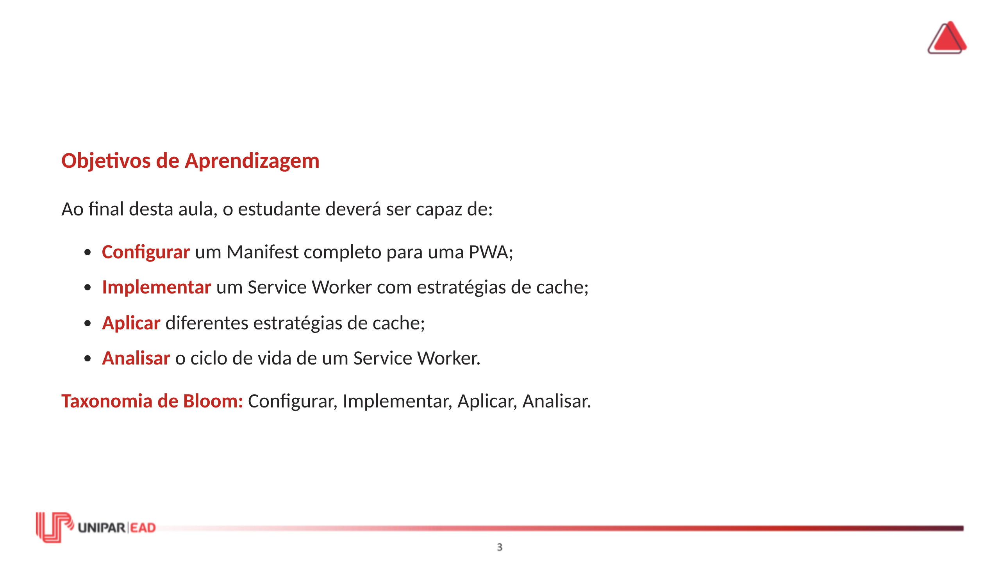 Objetivos de Aprendizagem
Ao final desta aula, o estudante deverá ser capaz de:
• Configurar um Manifest completo para uma PWA;
• Implementar um Service Worker com estratégias de cache;
• Aplicar diferentes estratégias de cache;
• Analisar o ciclo de vida de um Service Worker.
Taxonomia de Bloom: Configurar, Implementar, Aplicar, Analisar.
UNIPAR|EAD
3